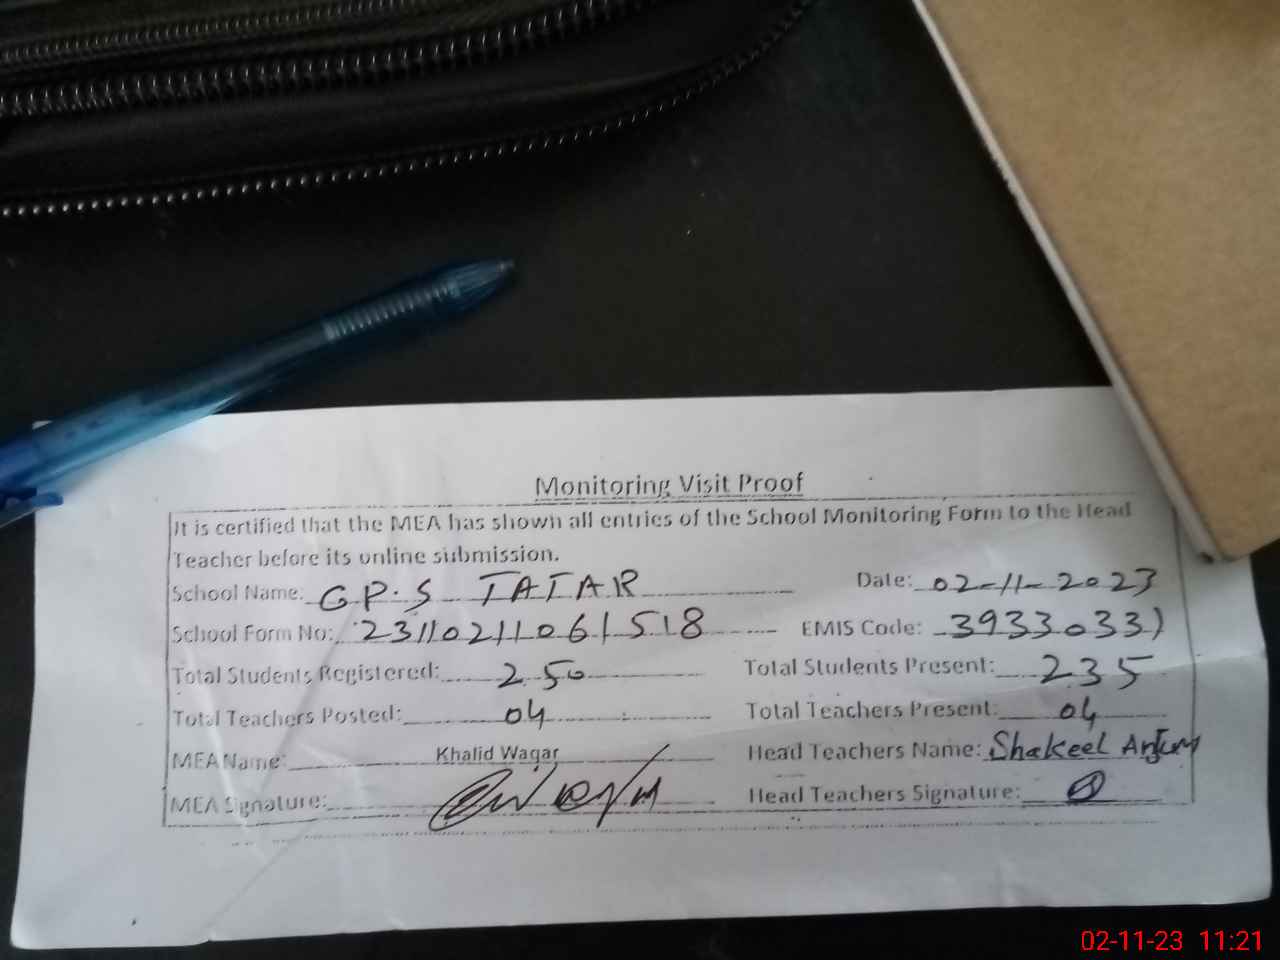 Monitoring Visit Proof
It is certified that the MEA has shown all entries of the School Monitoring Form to the Head
Teacher before its online submission.
School Name: G P.S TATAR Date: 02-11-2023
School Form No: 23110211061518 EMIS Code: 39330331
Total Students Registered: 250 Total Students Present: 235
Total Teachers Posted: 04 Total Teachers Present: 04
MEA Name: Khalid Waqar Head Teachers Name: Shakeel Anjum
MEA Signature: Head Teachers Signature:
02-11-23 11:21